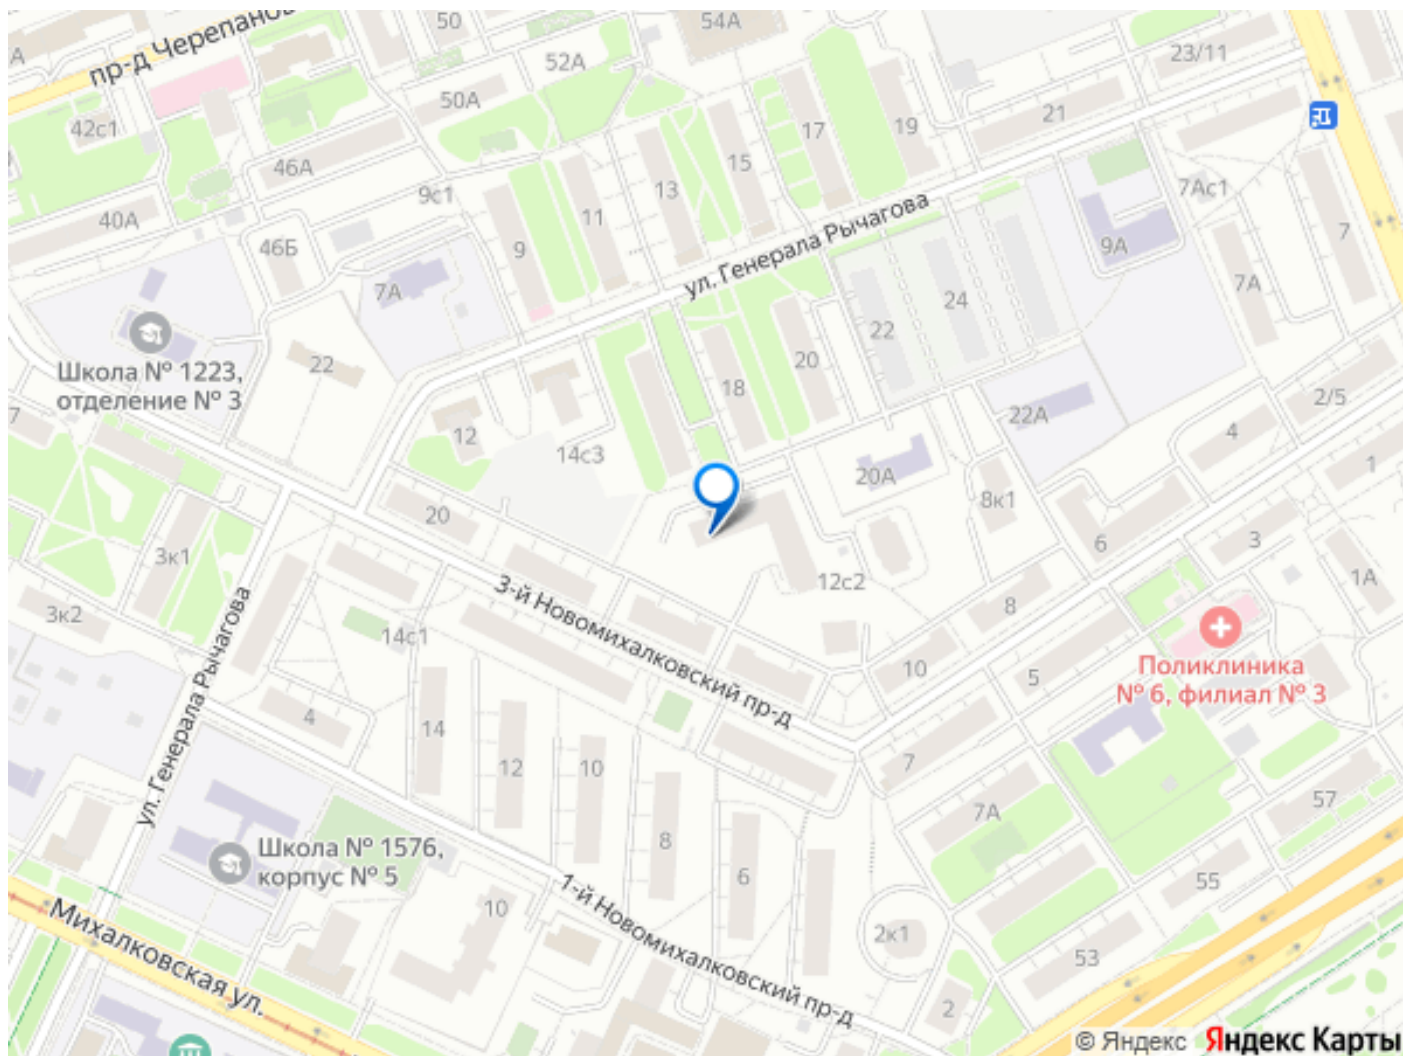 50
54А
23/11
пр-д Черепанов
А
52А
50А
42с1
21
17
19
46А
15
13
9с1
7Ас1
40А
11
46Б
9
ул. Генерала Рычагова
9А
7
7А
7А
24
22
Школа № 1223,
отделение № 3
22
20
18
2/5
7
12
14с3
22А
4
20А
1
8к1
20
6
3
3к1
12с2
1А
3-й Новомихалковский пр-д
3к2
8
14с1
ул. Генерала Рычагова
10
5
Поликлиника
№ 6, филиал № 3
4
14
12
10
7
57
7А
8
Школа № 1576,
корпус № 5
6
55
10
1-й Новомихалковский пр-д
2к1
Михалковская ул.
53
2
© Яндекс Яндекс Карты